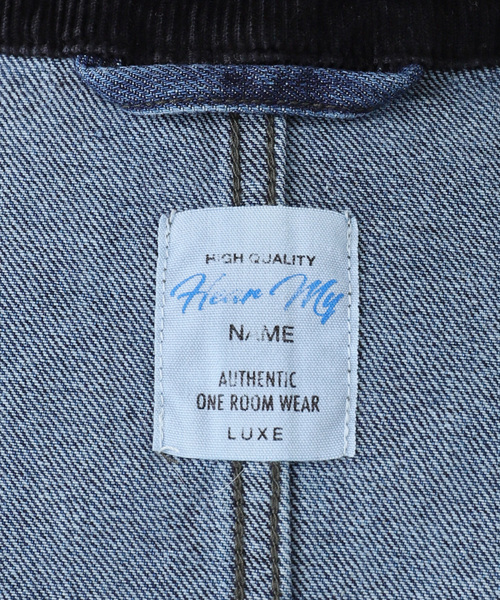 HIGH QUALITY
Hear My
NAME
AUTHENTIC
ONE ROOM WEAR
LUXE